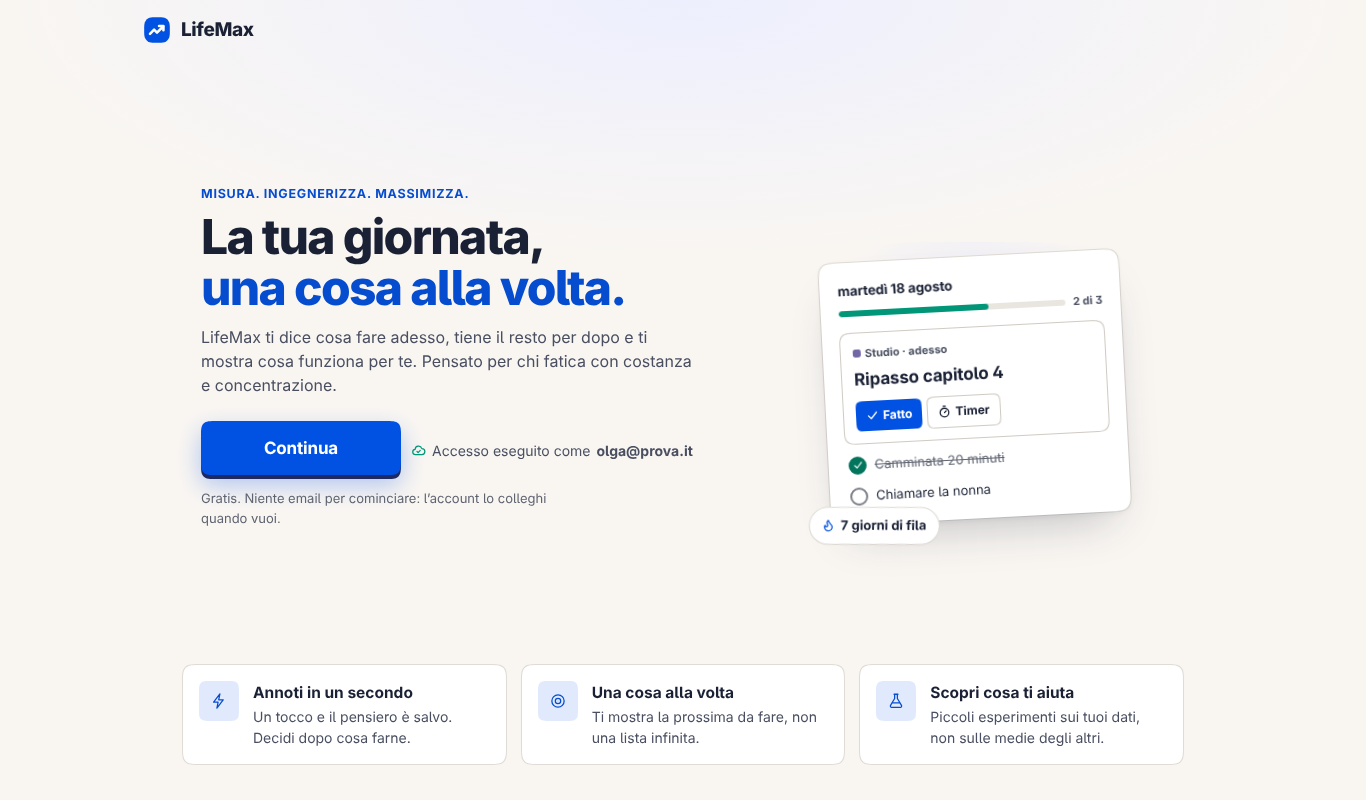 LifeMax
MISURA. INGEGNERIZZA. MASSIMIZZA.
La tua giornata,
una cosa alla volta.
LifeMax ti dice cosa fare adesso, tiene il resto per dopo e ti
mostra cosa funziona per te. Pensato per chi fatica con costanza
e concentrazione.
Continua
Accesso eseguito come olga@prova.it
Gratis. Niente email per cominciare: l’account lo colleghi
quando vuoi.
martedì 18 agosto
2 di 3
Studio · adesso
Ripasso capitolo 4
Fatto
Timer
Camminata 20 minuti
Chiamare la nonna
7 giorni di fila
Annoti in un secondo
Un tocco e il pensiero è salvo.
Decidi dopo cosa farne.
Una cosa alla volta
Ti mostra la prossima da fare, non
una lista infinita.
Scopri cosa ti aiuta
Piccoli esperimenti sui tuoi dati,
non sulle medie degli altri.